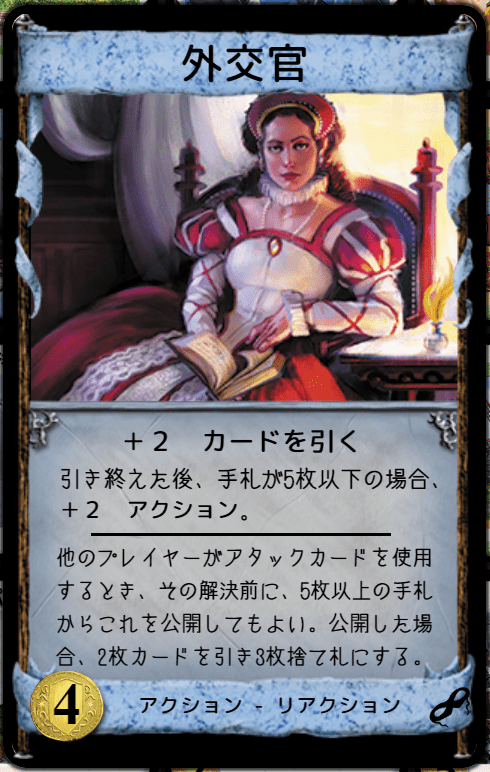 外交官
＋２　カードを引く
引き終えた後、手札が5枚以下の場合、
＋２　アクション。
他のプレイヤーがアタックカードを使用
するとき、その解決前に、5枚以上の手札
からこれを公開してもよい。公開した場
合、2枚カードを引き3枚捨て札にする。
4
アクション - リアクション